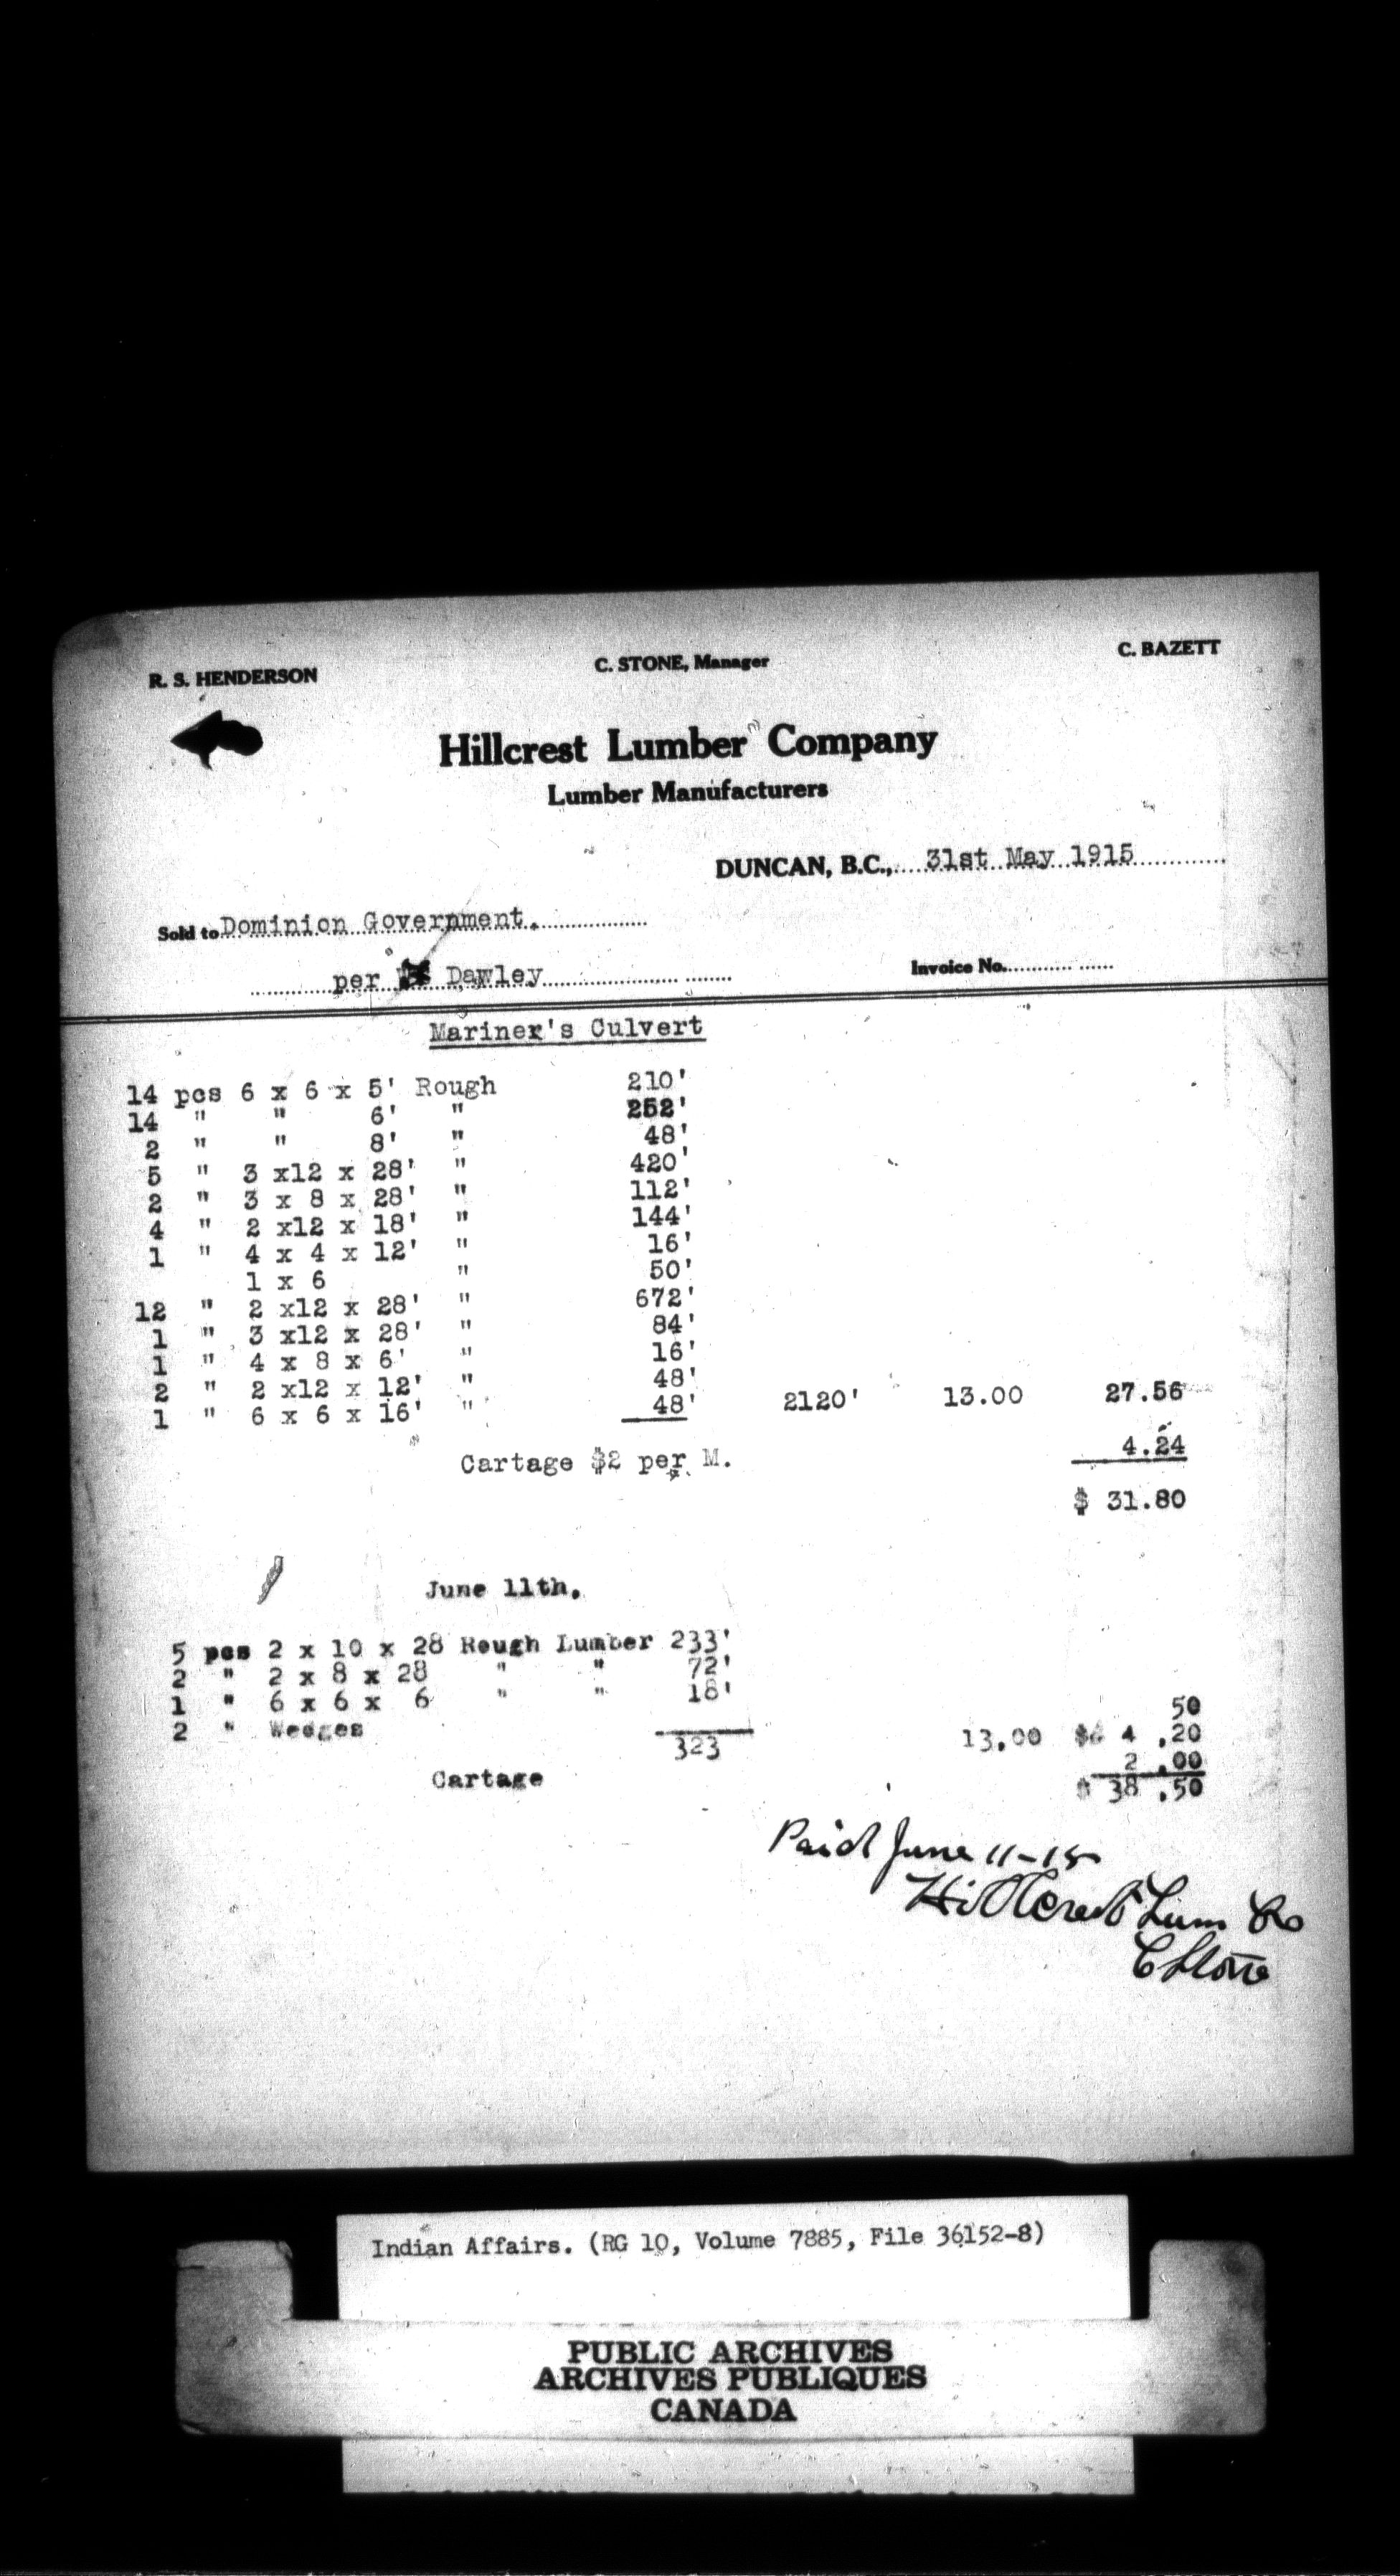 R. S. HENDERSON C. STONE, Manager C. BAZETT
Hillcrest Lumber Company
Lumber Manufacturers
DUNCAN, B.C., 31st May 1915
Sold to Dominion Government.
per Dawley Invoice No.
Mariner's Culvert
14 pcs 6 x 6 x 5' Rough 210'
14 " " 6' " 252'
2 " " 8' " 48'
5 " 3 x12 x 28' " 420'
2 " 3 x 8 x 28' " 112'
4 " 2 x12 x 18' " 144'
1 " 4 x 4 x 12' " 16'
1 x 6 " 50'
12 " 2 x12 x 28' " 672'
1 " 3 x12 x 28' " 84'
1 " 4 x 8 x 6' " 16'
2 " 2 x12 x 12' " 48'
1 " 6 x 6 x 16' " 48' 2120' 13.00 27.56
Cartage $2 per M. 4.24
$ 31.80
June 11th.
5 pcs 2 x 10 x 28 Rough Lumber 233'
2 " 2 x 8 x 28 " " 72'
1 " 6 x 6 x 6 " " 18'
2 " Wedges 50
323 13.00 4 .20
Cartage 2 .00
$ 38 .50
Paid June 11-15
Hillcrest Lum Co
C Stone
Indian Affairs. (RG 10, Volume 7885, File 36152-8)
PUBLIC ARCHIVES
ARCHIVES PUBLIQUES
CANADA